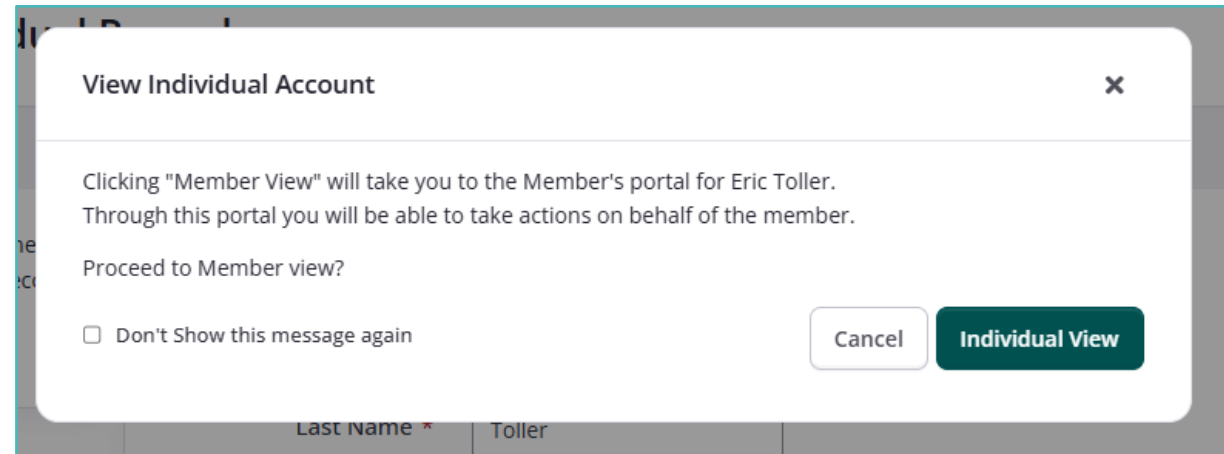 View Individual Account
Clicking "Member View" will take you to the Member's portal for Eric Toller.
Through this portal you will be able to take actions on behalf of the member.
Proceed to Member view?
Don't Show this message again
Cancel
Individual View
Last Name *
Toller